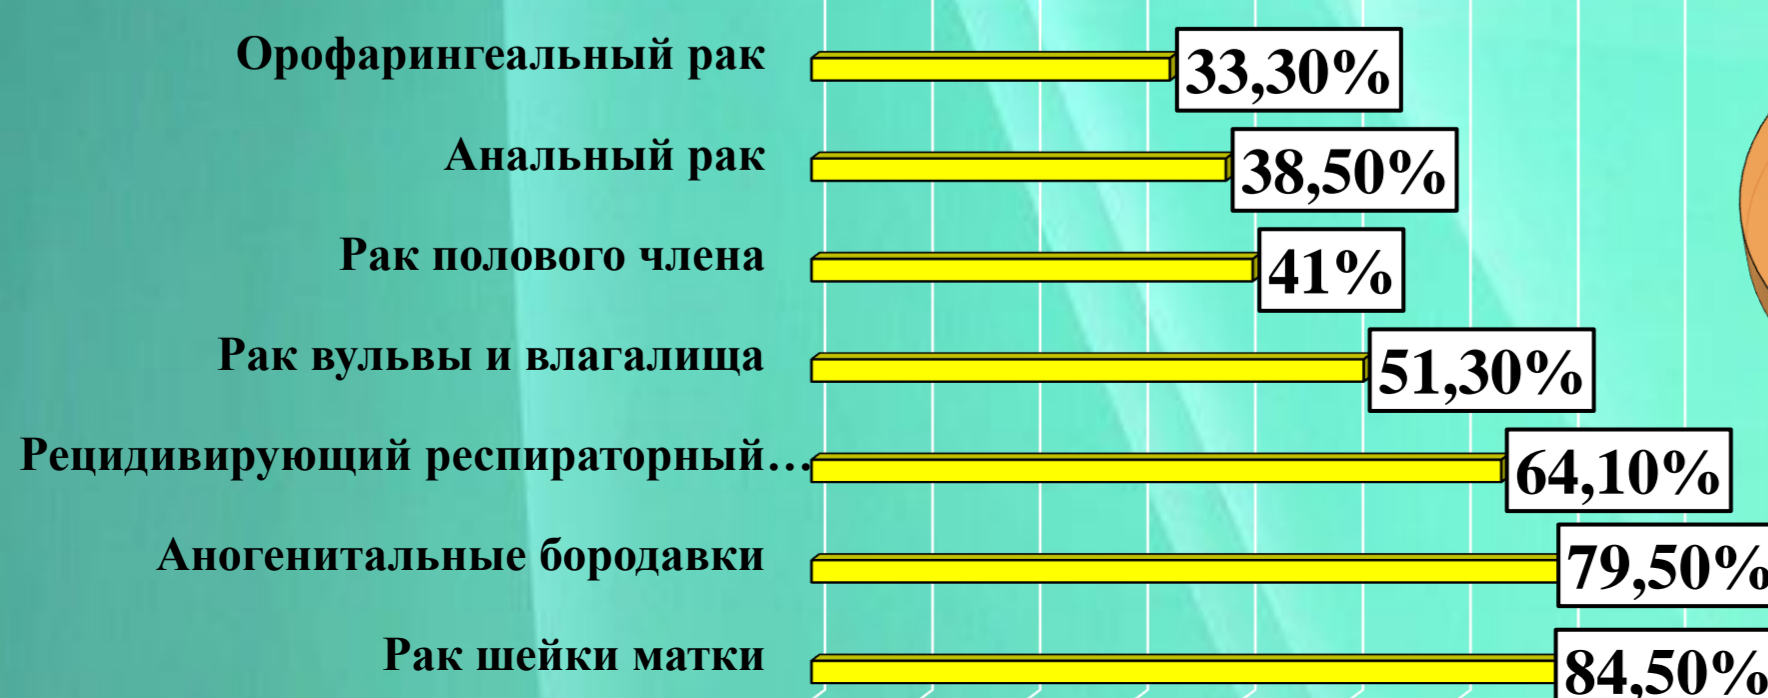 Орофарингеальный рак 33,30%
Анальный рак 38,50%
Рак полового члена 41%
Рак вульвы и влагалища 51,30%
Рецидивирующий респираторный… 64,10%
Аногенитальные бородавки 79,50%
Рак шейки матки 84,50%